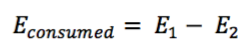 E_consumed = E_1 − E_2